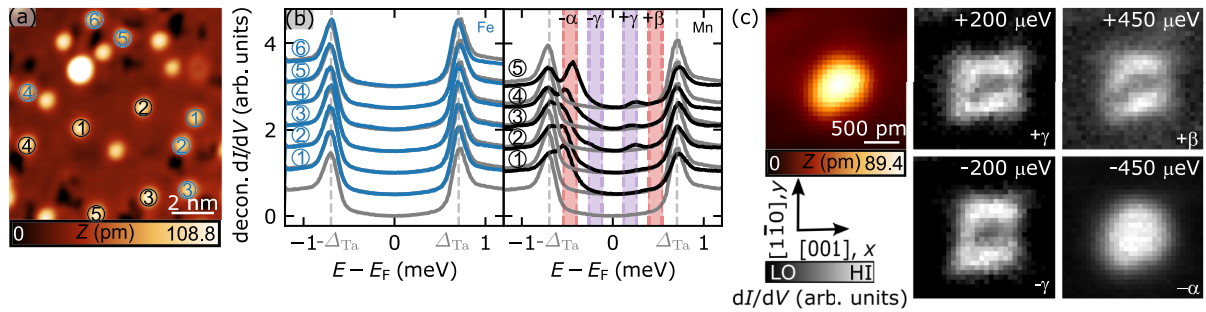 (a)
⑥
⑤
④
②
①
①
④
②
③
③
⑤
2 nm
0 Z (pm) 108.8
(b)
decon. dI/dV (arb. units)
4
2
0
Fe
⑥
⑤
④
③
②
①
−1 -ΔTa 0 ΔTa 1
E − EF (meV)
-α -γ +γ +β
Mn
⑤
④
③
②
①
−1 -ΔTa 0 ΔTa 1
E − EF (meV)
(c)
500 pm
0 Z (pm) 89.4
[11̄0], y
[001], x
LO HI
dI/dV (arb. units)
+200 µeV
+γ
+450 µeV
+β
-200 µeV
-γ
-450 µeV
−α